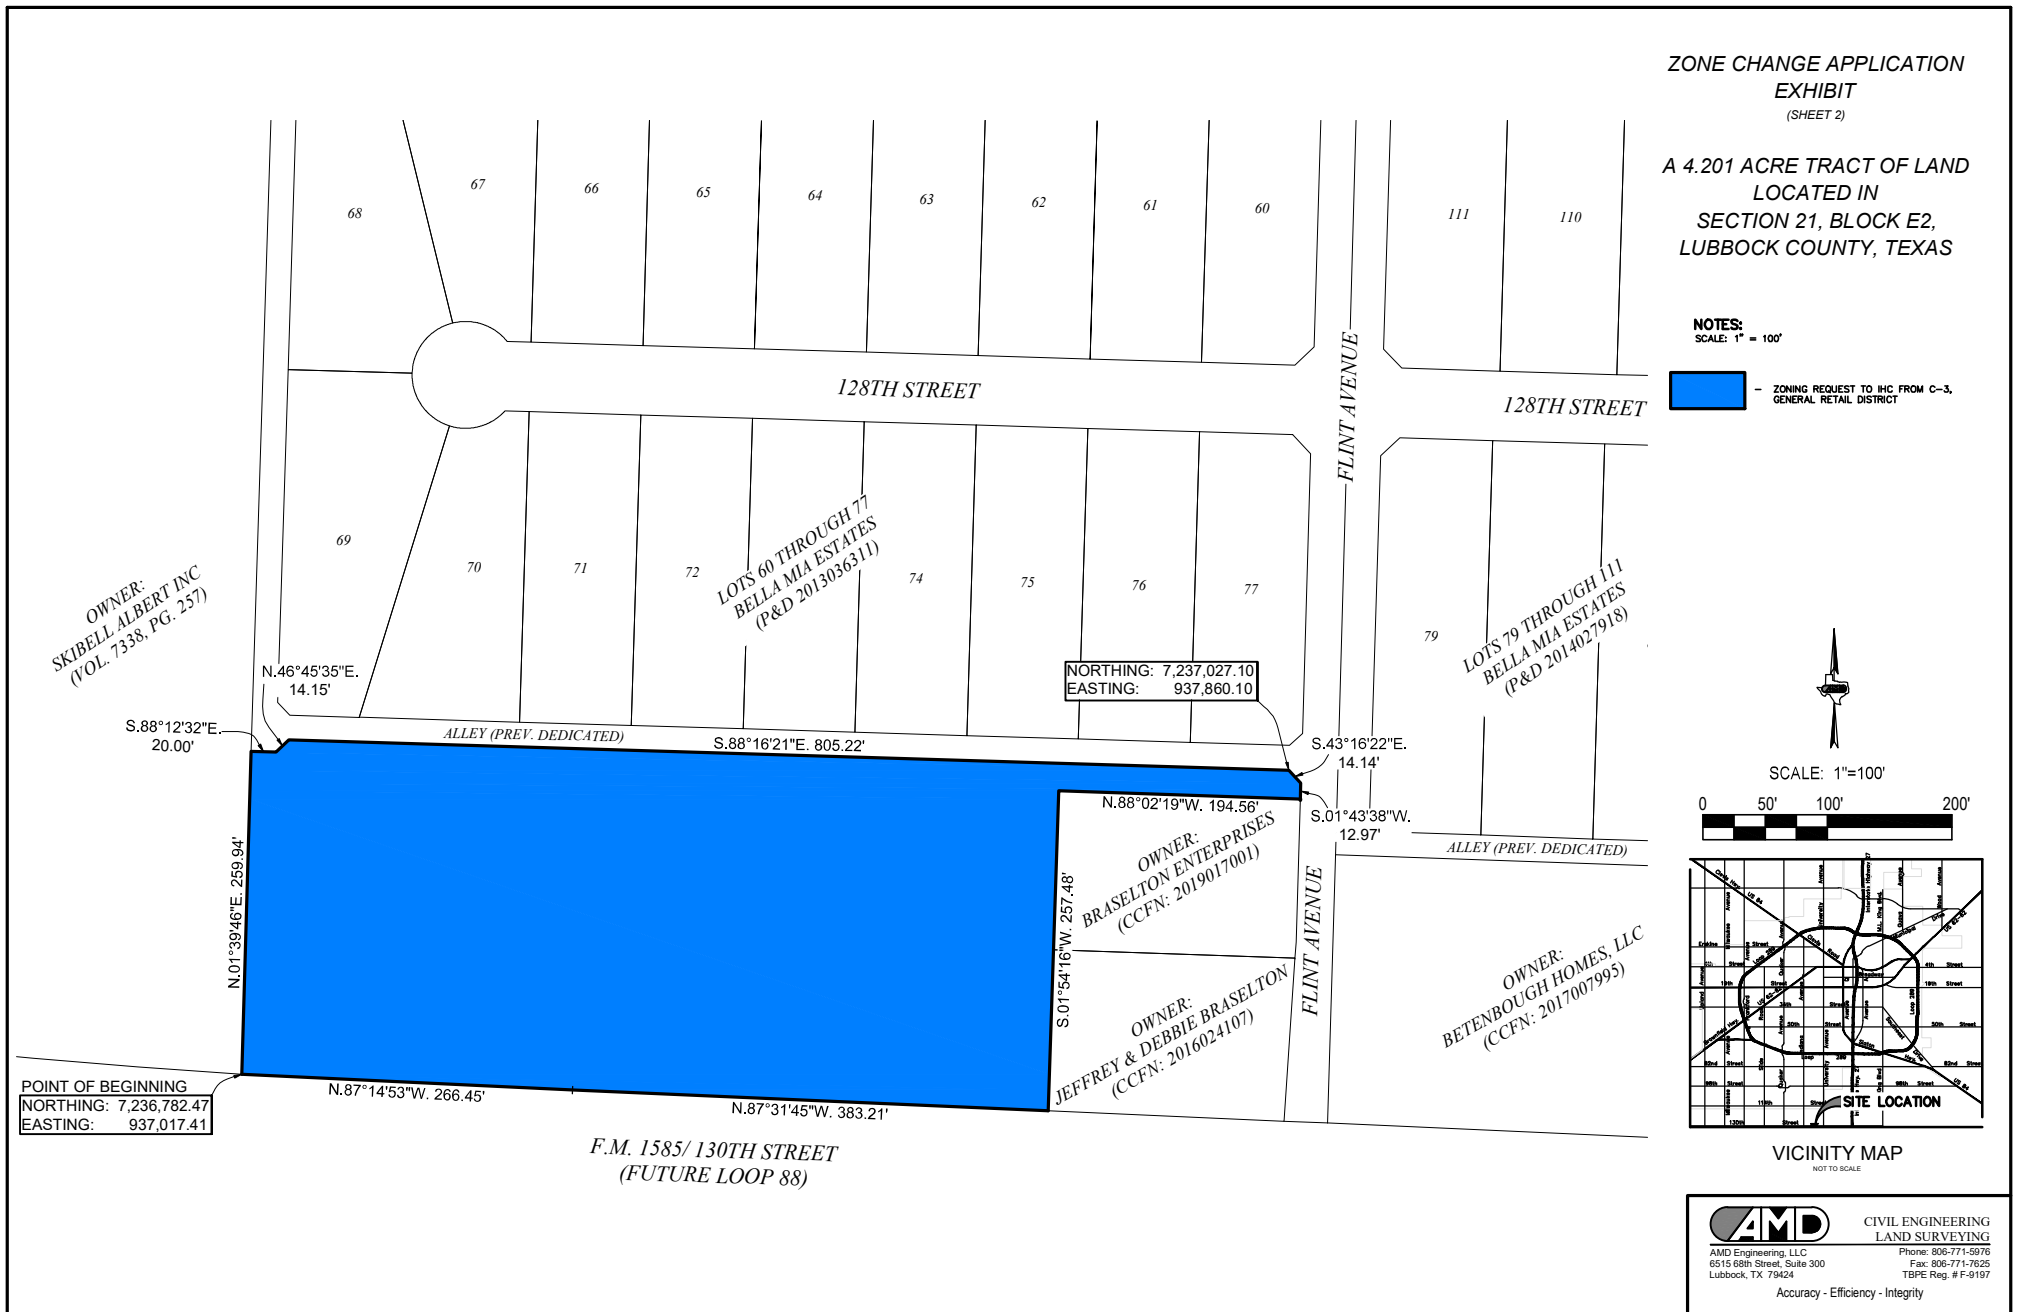 ZONE CHANGE APPLICATION
EXHIBIT
(SHEET 2)
A 4.201 ACRE TRACT OF LAND
LOCATED IN
SECTION 21, BLOCK E2,
LUBBOCK COUNTY, TEXAS
NOTES:
SCALE: 1" = 100'
- ZONING REQUEST TO IHC FROM C-3,
GENERAL RETAIL DISTRICT
67
66
65
64
63
62
61
60
111
110
68
128TH STREET
128TH STREET
FLINT AVENUE
69
70
71
72
74
75
76
77
79
LOTS 60 THROUGH 77
BELLA MIA ESTATES
(P&D 2013036311)
LOTS 79 THROUGH 111
BELLA MIA ESTATES
(P&D 2014027918)
OWNER:
SKIBELL ALBERT INC
(VOL. 7338, PG. 257)
N.46°45'35"E.
14.15'
S.88°12'32"E.
20.00'
ALLEY (PREV. DEDICATED)
S.88°16'21"E. 805.22'
NORTHING: 7,237,027.10
EASTING: 937,860.10
S.43°16'22"E.
14.14'
N.88°02'19"W. 194.56'
S.01°43'38"W.
12.97'
ALLEY (PREV. DEDICATED)
N.01°39'46"E. 259.94'
S.01°54'16"W. 257.48'
OWNER:
BRASELTON ENTERPRISES
(CCFN: 2019017001)
OWNER:
JEFFREY & DEBBIE BRASELTON
(CCFN: 2016024107)
FLINT AVENUE
OWNER:
BETENBOUGH HOMES, LLC
(CCFN: 2017007995)
POINT OF BEGINNING
NORTHING: 7,236,782.47
EASTING: 937,017.41
N.87°14'53"W. 266.45'
N.87°31'45"W. 383.21'
F.M. 1585/ 130TH STREET
(FUTURE LOOP 88)
SCALE: 1"=100'
0 50' 100' 200'
SITE LOCATION
VICINITY MAP
NOT TO SCALE
AMD
CIVIL ENGINEERING
LAND SURVEYING
AMD Engineering, LLC
6515 68th Street, Suite 300
Lubbock, TX 79424
Phone: 806-771-5976
Fax: 806-771-7625
TBPE Reg. # F-9197
Accuracy - Efficiency - Integrity